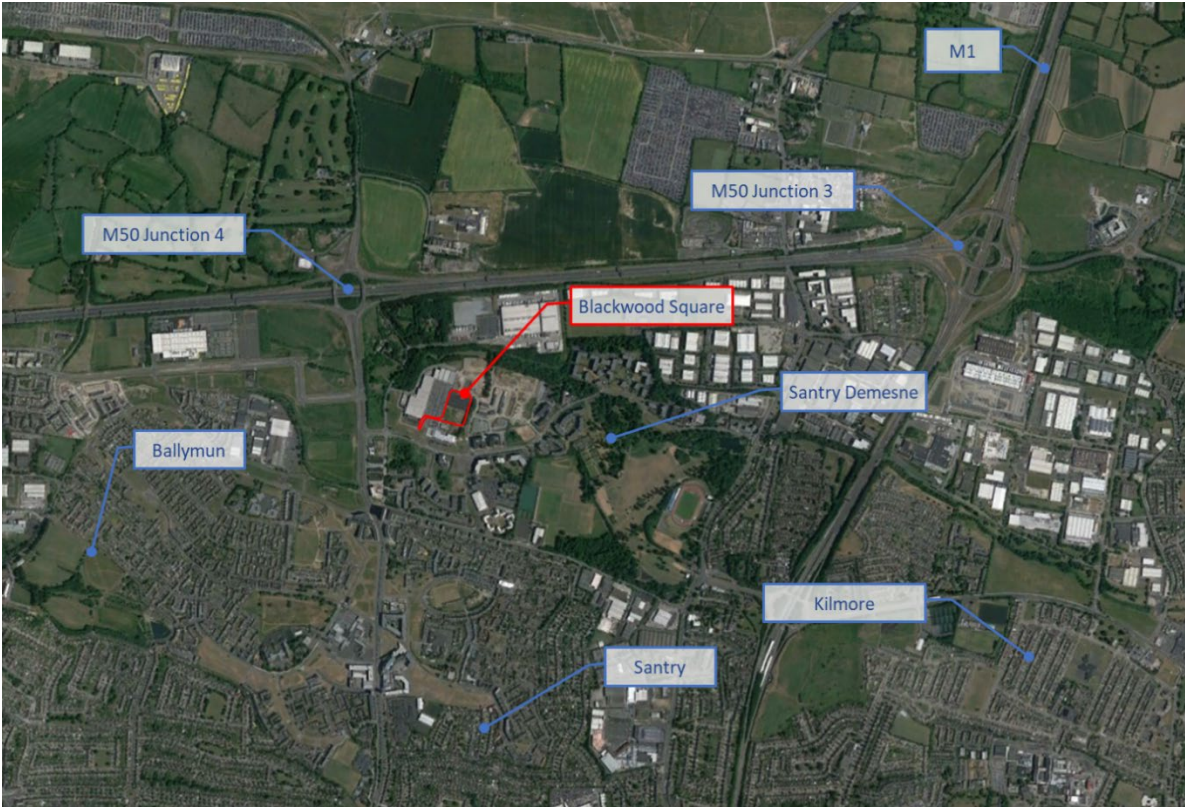 M1
M50 Junction 3
M50 Junction 4
Blackwood Square
Santry Demesne
Ballymun
Kilmore
Santry